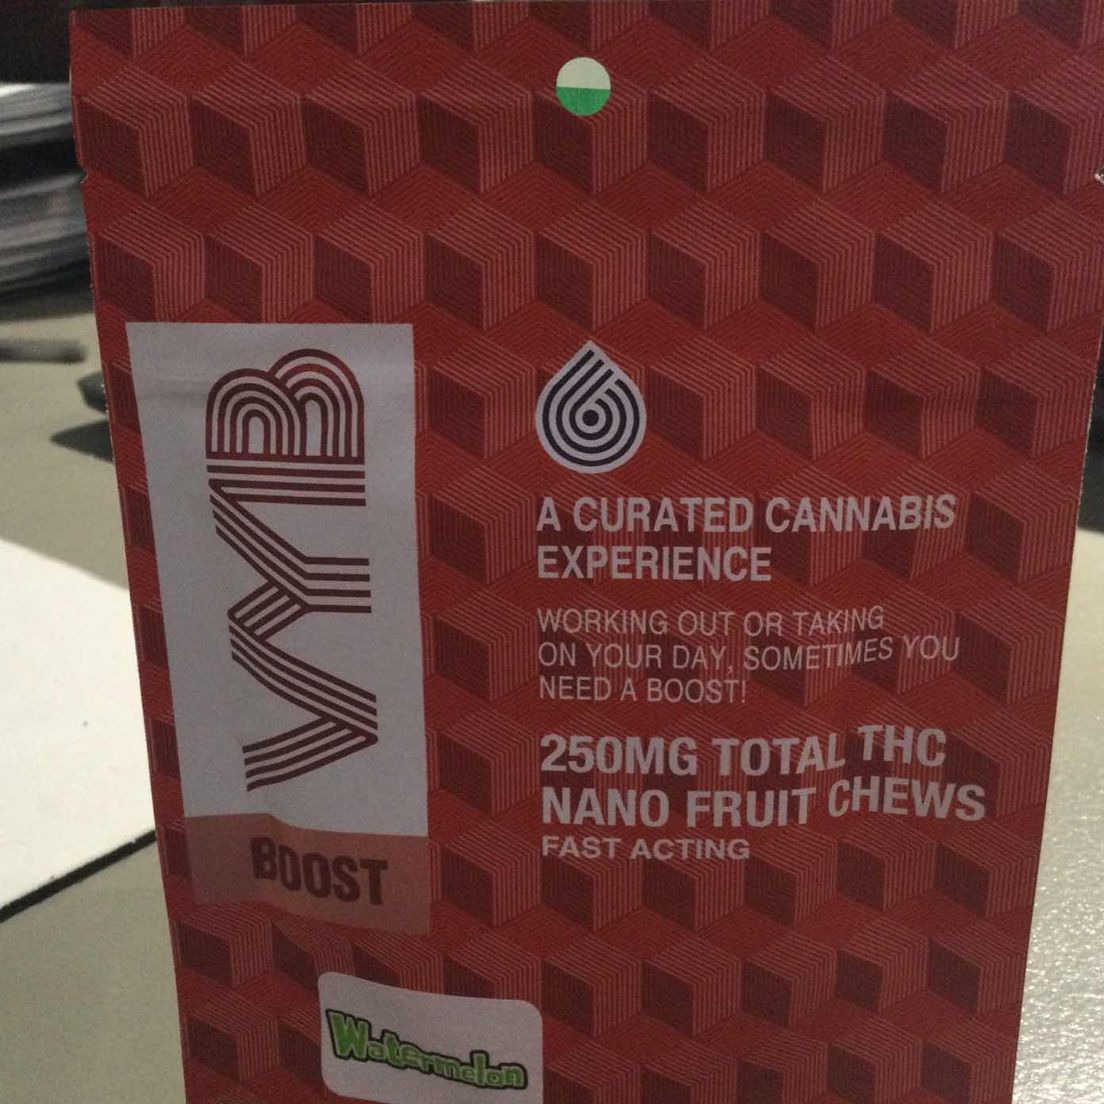 VYIB
BOOST
A CURATED CANNABIS
EXPERIENCE
WORKING OUT OR TAKING
ON YOUR DAY, SOMETIMES YOU
NEED A BOOST!
250MG TOTAL THC
NANO FRUIT CHEWS
FAST ACTING
Watermelon